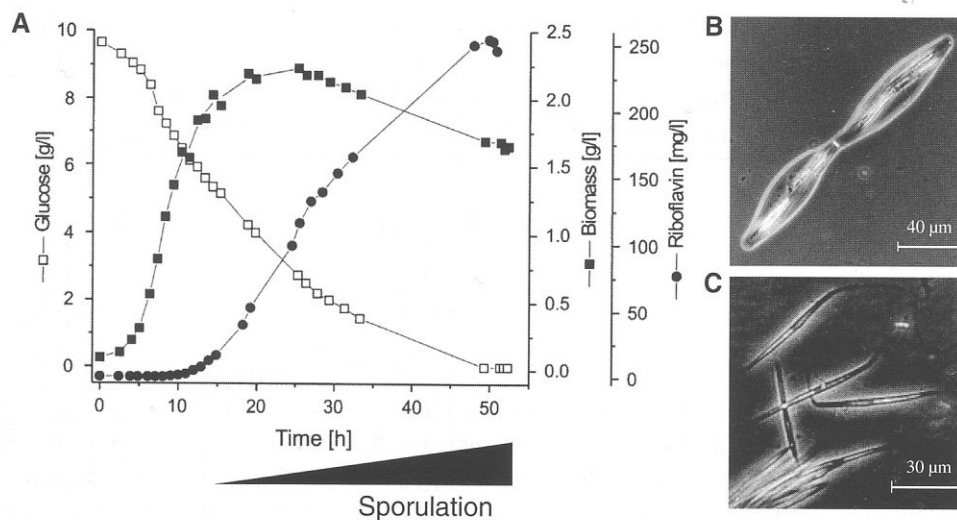 A
Glucose [g/l]
10
8
6
4
2
0
0
10
20
30
40
50
Time [h]
2.5
2.0
1.5
1.0
0.5
0.0
Biomass [g/l]
250
200
150
100
50
0
Riboflavin [mg/l]
Sporulation
B
40 µm
C
30 µm